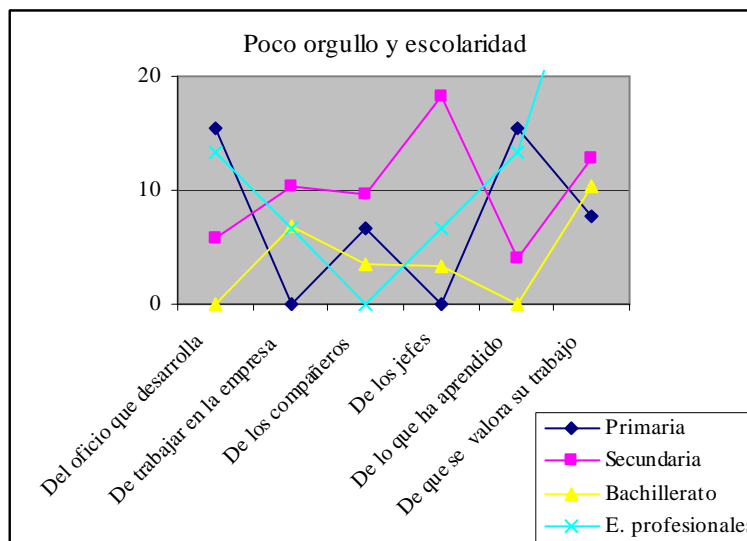 Poco orgullo y escolaridad
20
10
0
Del oficio que desarrolla
De trabajar en la empresa
De los compañeros
De los jefes
De lo que ha aprendido
De que se valora su trabajo
Primaria
Secundaria
Bachillerato
E. profesionales